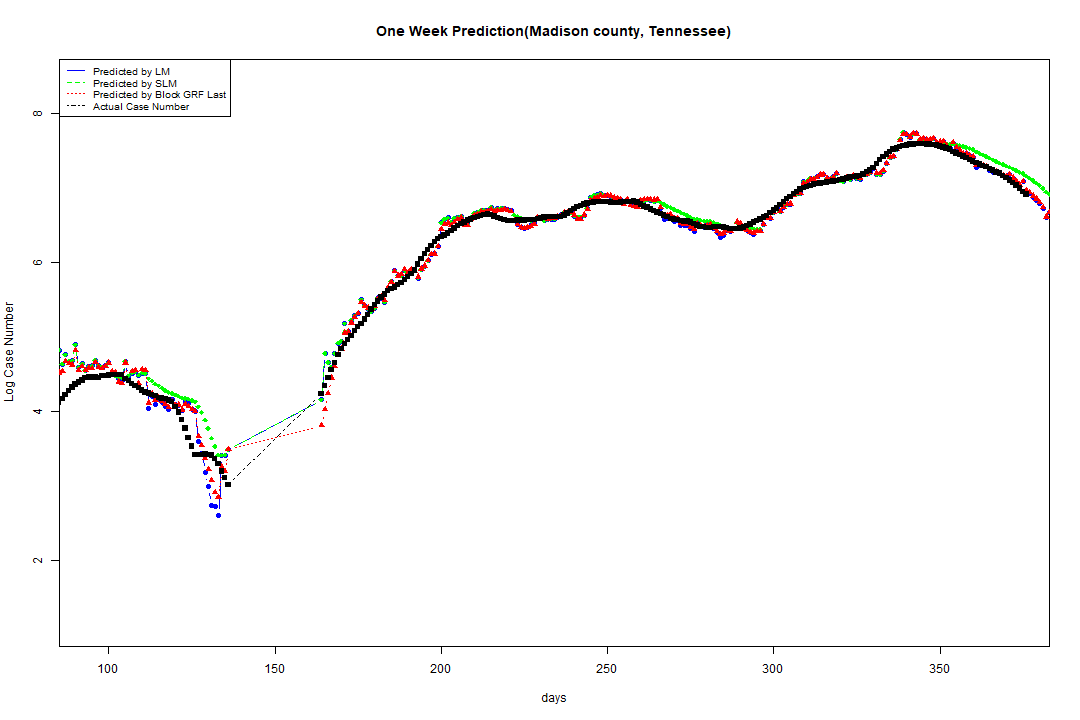 One Week Prediction(Madison county, Tennessee)
Predicted by LM
Predicted by SLM
Predicted by Block GRF Last
Actual Case Number
8
6
4
2
Log Case Number
100 150 200 250 300 350
days